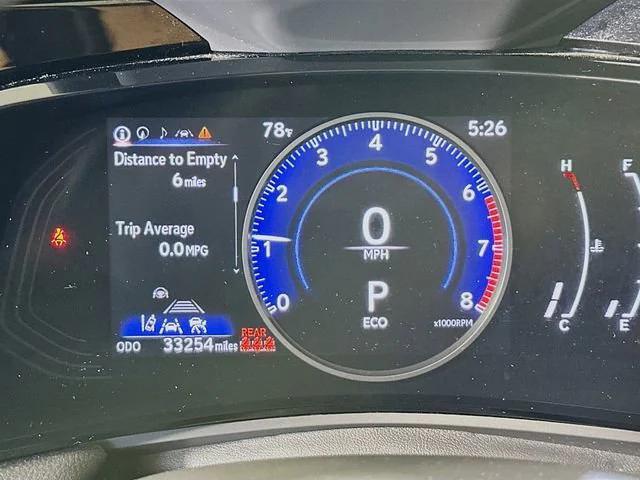 78°F
5:26
Distance to Empty
6 miles
Trip Average
0.0 MPG
ODO 33254 miles
REAR
0 1 2 3 4 5 6 7 8
0
MPH
P
ECO
x1000RPM
H
C
F
E